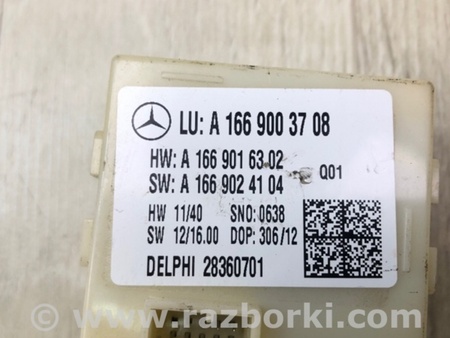 LU: A 166 900 37 08
HW: A 166 901 63 02
SW: A 166 902 41 04
Q01
HW 11/40 SNO: 0638
SW 12/16.00 DOP: 306/12
DELPHI 28360701
www.razborki.com